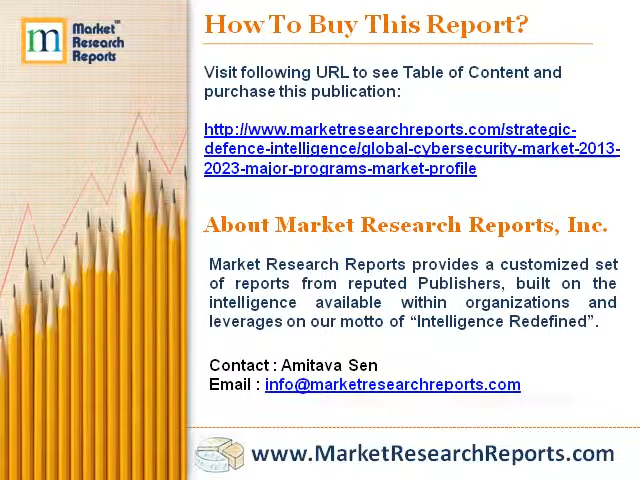 m
Market™
Research
Reports
How To Buy This Report?
Visit following URL to see Table of Content and
purchase this publication:
http://www.marketresearchreports.com/strategic-
defence-intelligence/global-cybersecurity-market-2013-
2023-major-programs-market-profile
About Market Research Reports, Inc.
Market Research Reports provides a customized set
of reports from reputed Publishers, built on the
intelligence available within organizations and
leverages on our motto of “Intelligence Redefined”.
Contact : Amitava Sen
Email : info@marketresearchreports.com
www.MarketResearchReports.com